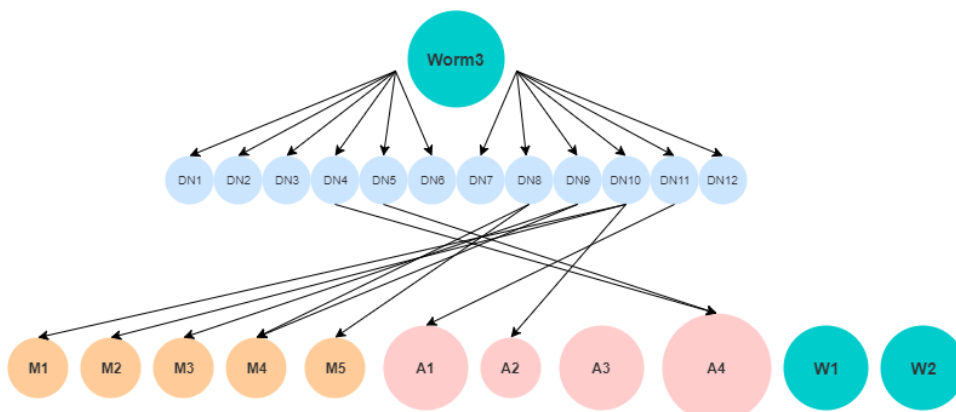 Worm3
DN1 DN2 DN3 DN4 DN5 DN6 DN7 DN8 DN9 DN10 DN11 DN12
M1 M2 M3 M4 M5 A1 A2 A3 A4 W1 W2